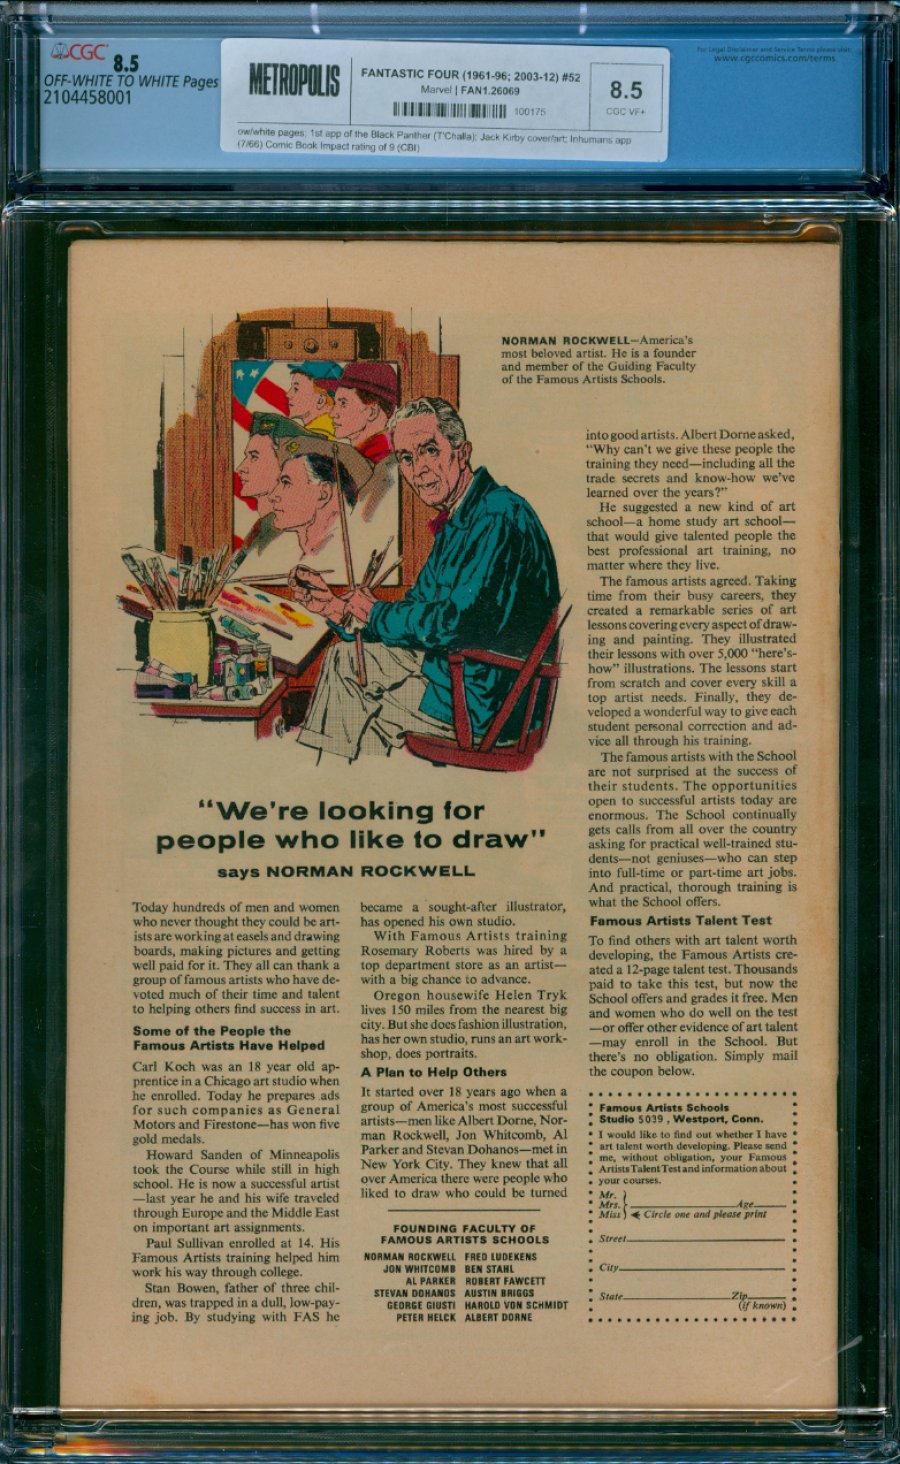 CGC 8.5
OFF-WHITE TO WHITE Pages
2104458001
METROPOLIS
FANTASTIC FOUR (1961-96; 2003-12) #52
Marvel | FAN1.26069
100175
8.5
CGC VF+
ow/white pages; 1st app of the Black Panther (T'Challa); Jack Kirby cover/art; Inhumans app
(7/66) Comic Book Impact rating of 9 (CBI)
For Legal Disclaimer and Service Terms please visit:
www.cgccomics.com/terms
NORMAN ROCKWELL—America's
most beloved artist. He is a founder
and member of the Guiding Faculty
of the Famous Artists Schools.
"We're looking for
people who like to draw"
says NORMAN ROCKWELL
Today hundreds of men and women
who never thought they could be art-
ists are working at easels and drawing
boards, making pictures and getting
well paid for it. They all can thank a
group of famous artists who have de-
voted much of their time and talent
to helping others find success in art.
Some of the People the
Famous Artists Have Helped
Carl Koch was an 18 year old ap-
prentice in a Chicago art studio when
he enrolled. Today he prepares ads
for such companies as General
Motors and Firestone—has won five
gold medals.
Howard Sanden of Minneapolis
took the Course while still in high
school. He is now a successful artist
—last year he and his wife traveled
through Europe and the Middle East
on important art assignments.
Paul Sullivan enrolled at 14. His
Famous Artists training helped him
work his way through college.
Stan Bowen, father of three chil-
dren, was trapped in a dull, low-pay-
ing job. By studying with FAS he
became a sought-after illustrator,
has opened his own studio.
With Famous Artists training
Rosemary Roberts was hired by a
top department store as an artist—
with a big chance to advance.
Oregon housewife Helen Tryk
lives 150 miles from the nearest big
city. But she does fashion illustration,
has her own studio, runs an art work-
shop, does portraits.
A Plan to Help Others
It started over 18 years ago when a
group of America's most successful
artists—men like Albert Dorne, Nor-
man Rockwell, Jon Whitcomb, Al
Parker and Stevan Dohanos—met in
New York City. They knew that all
over America there were people who
liked to draw who could be turned
FOUNDING FACULTY OF
FAMOUS ARTISTS SCHOOLS
NORMAN ROCKWELL FRED LUDEKENS
JON WHITCOMB BEN STAHL
AL PARKER ROBERT FAWCETT
STEVAN DOHANOS AUSTIN BRIGGS
GEORGE GIUSTI HAROLD VON SCHMIDT
PETER HELCK ALBERT DORNE
into good artists. Albert Dorne asked,
"Why can't we give these people the
training they need—including all the
trade secrets and know-how we've
learned over the years?"
He suggested a new kind of art
school—a home study art school—
that would give talented people the
best professional art training, no
matter where they live.
The famous artists agreed. Taking
time from their busy careers, they
created a remarkable series of art
lessons covering every aspect of draw-
ing and painting. They illustrated
their lessons with over 5,000 "here's-
how" illustrations. The lessons start
from scratch and cover every skill a
top artist needs. Finally, they de-
veloped a wonderful way to give each
student personal correction and ad-
vice all through his training.
The famous artists with the School
are not surprised at the success of
their students. The opportunities
open to successful artists today are
enormous. The School continually
gets calls from all over the country
asking for practical well-trained stu-
dents—not geniuses—who can step
into full-time or part-time art jobs.
And practical, thorough training is
what the School offers.
Famous Artists Talent Test
To find others with art talent worth
developing, the Famous Artists cre-
ated a 12-page talent test. Thousands
paid to take this test, but now the
School offers and grades it free. Men
and women who do well on the test
—or offer other evidence of art talent
—may enroll in the School. But
there's no obligation. Simply mail
the coupon below.
Famous Artists Schools
Studio 5039 , Westport, Conn.
I would like to find out whether I have
art talent worth developing. Please send
me, without obligation, your Famous
Artists Talent Test and information about
your courses.
Mr.
Mrs. Age
Miss Circle one and please print
Street
City
State Zip
(if known)